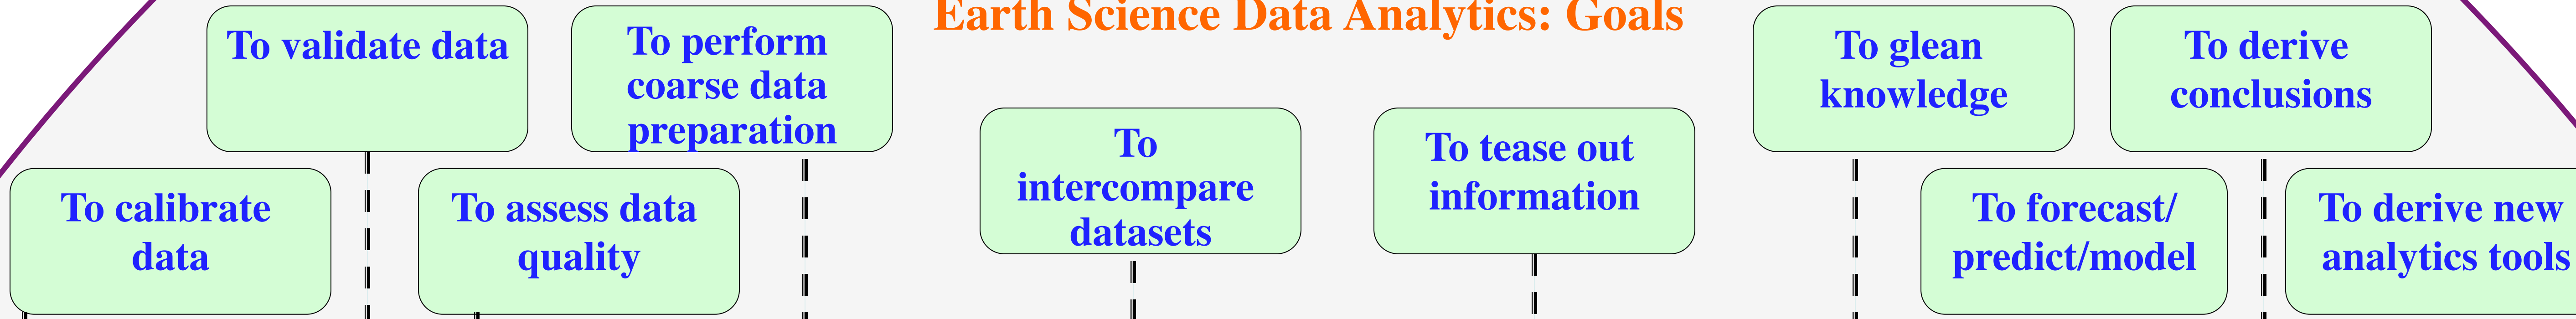 Earth Science Data Analytics: Goals
To validate data
To perform
coarse data
preparation
To glean
knowledge
To derive
conclusions
To
intercompare
datasets
To tease out
information
To calibrate
data
To assess data
quality
To forecast/
predict/model
To derive new
analytics tools